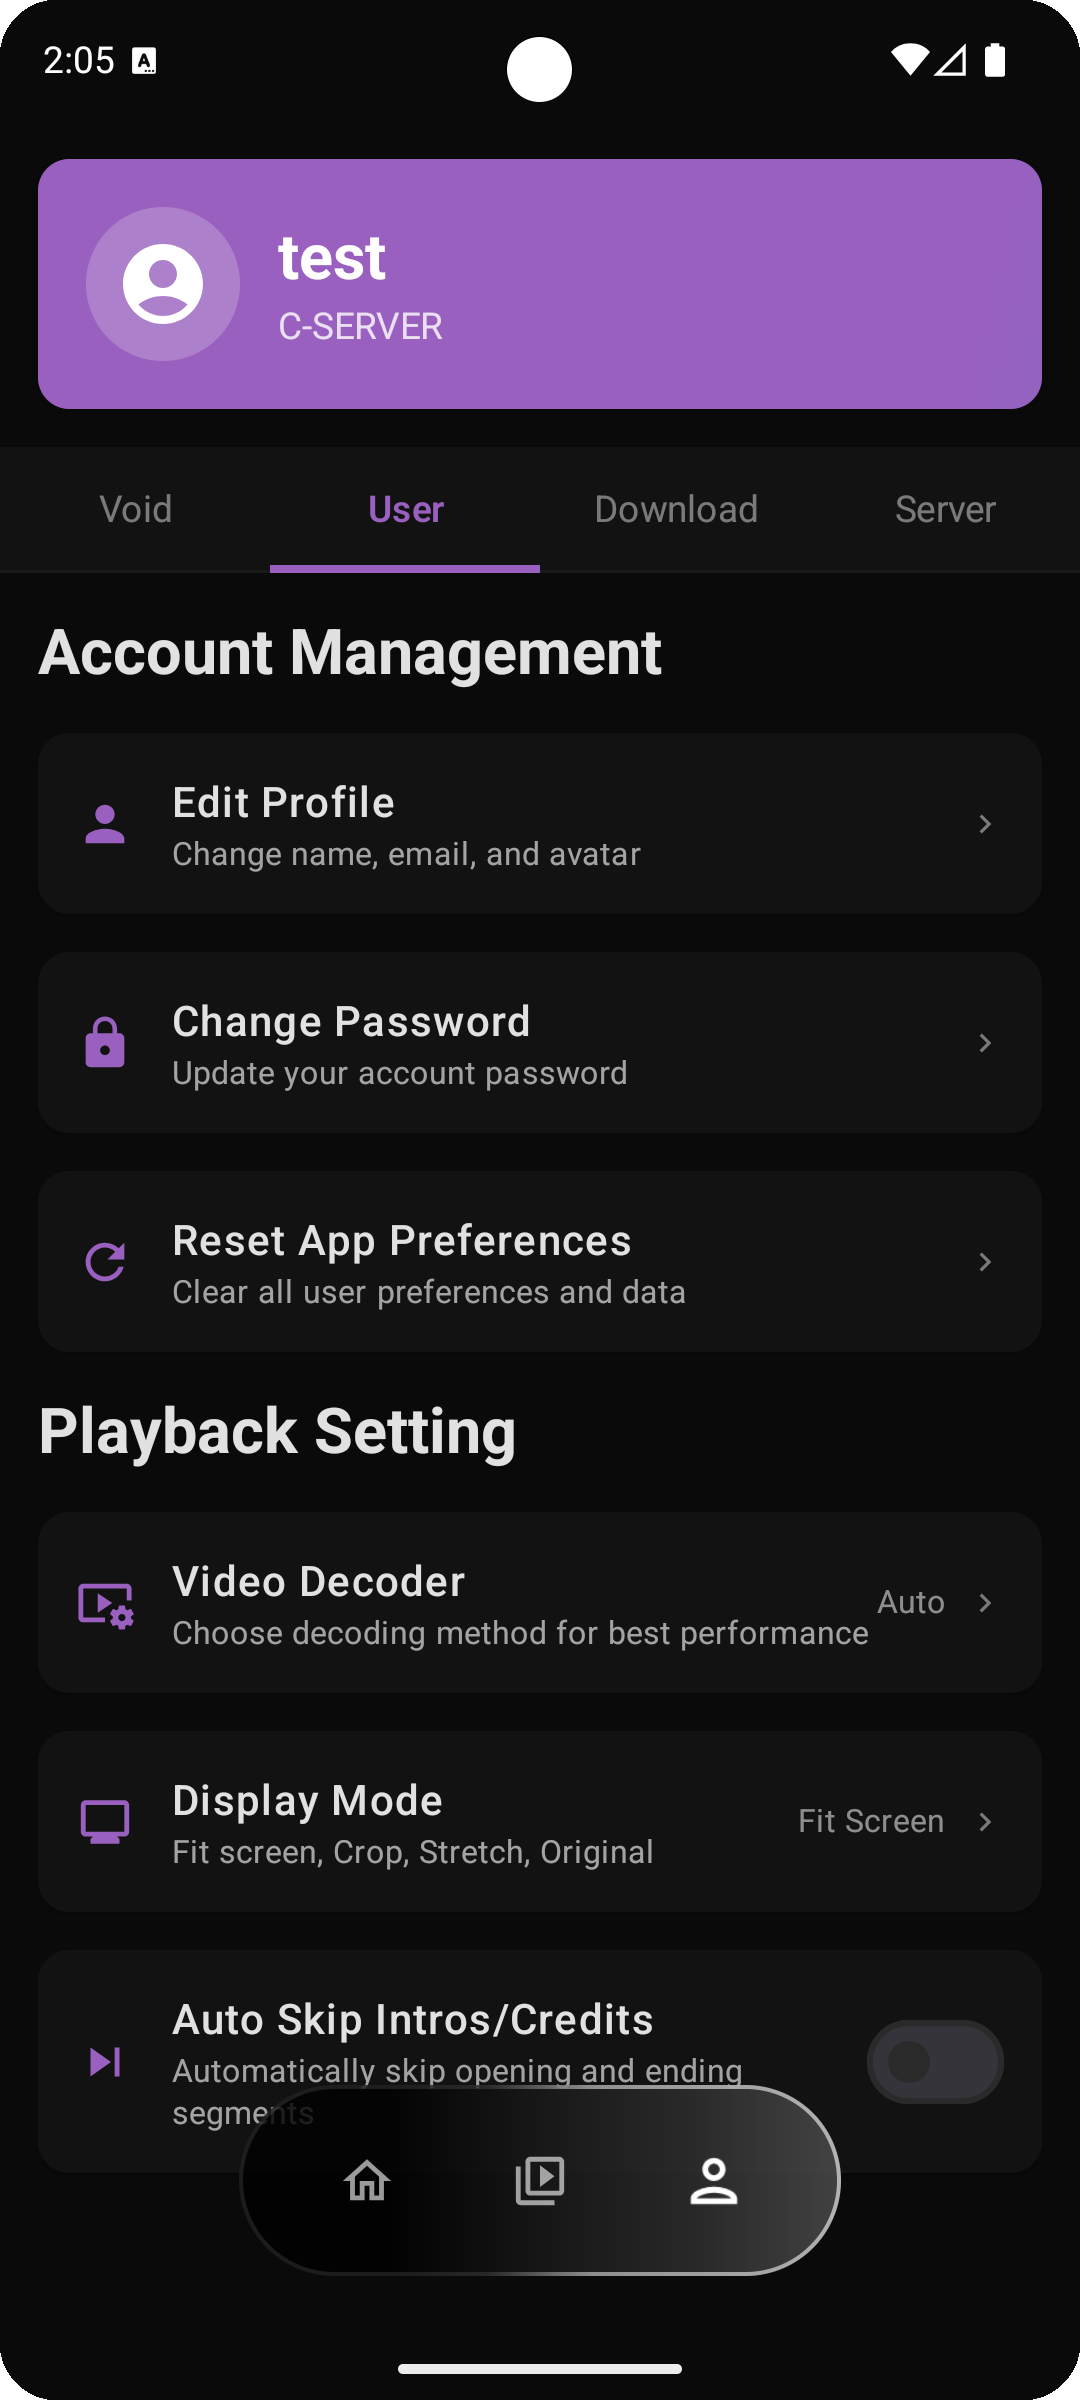 2:05
test
C-SERVER
Void
User
Download
Server
Account Management
Edit Profile
Change name, email, and avatar
Change Password
Update your account password
Reset App Preferences
Clear all user preferences and data
Playback Setting
Video Decoder
Choose decoding method for best performance
Auto
Display Mode
Fit screen, Crop, Stretch, Original
Fit Screen
Auto Skip Intros/Credits
Automatically skip opening and ending
segments